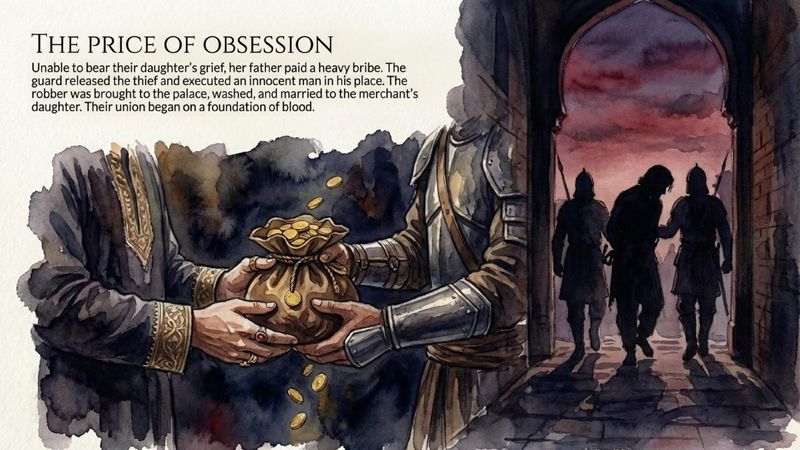 THE PRICE OF OBSESSION
Unable to bear their daughter's grief, her father paid a heavy bribe. The
guard released the thief and executed an innocent man in his place. The
robber was brought to the palace, washed, and married to the merchant's
daughter. Their union began on a foundation of blood.